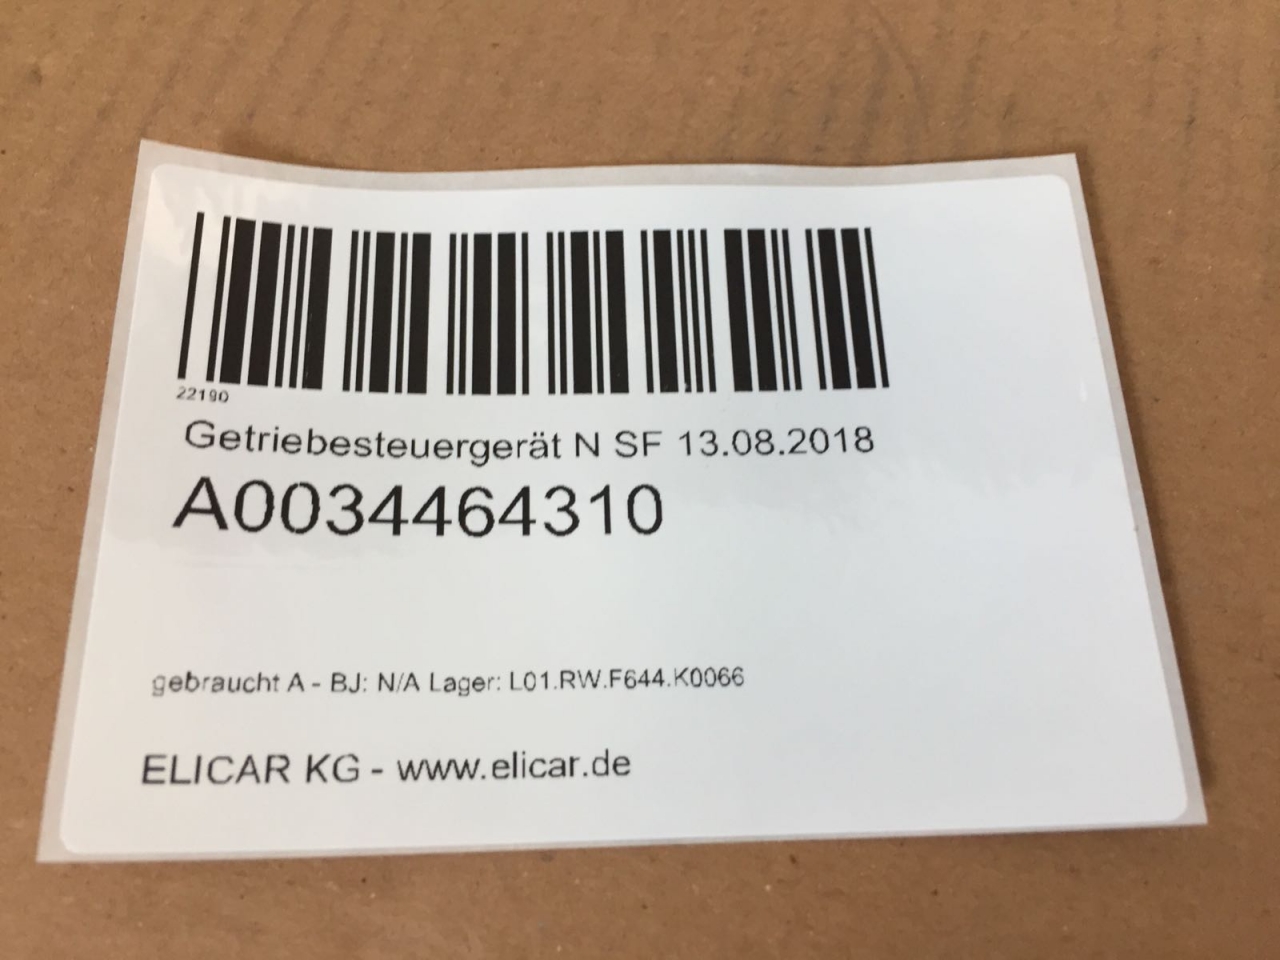 22190
Getriebesteuergerät N SF 13.08.2018
A0034464310
gebraucht A - BJ: N/A Lager: L01.RW.F644.K0066
ELICAR KG - www.elicar.de